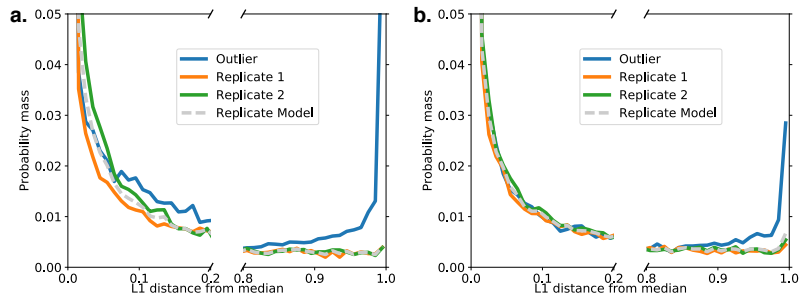 a.
Probability mass
0.05
0.04
0.03
0.02
0.01
0.00
0.0
0.1
0.2
0.8
0.9
1.0
L1 distance from median
Outlier
Replicate 1
Replicate 2
Replicate Model
b.
Probability mass
0.05
0.04
0.03
0.02
0.01
0.00
0.0
0.1
0.2
0.8
0.9
1.0
L1 distance from median
Outlier
Replicate 1
Replicate 2
Replicate Model